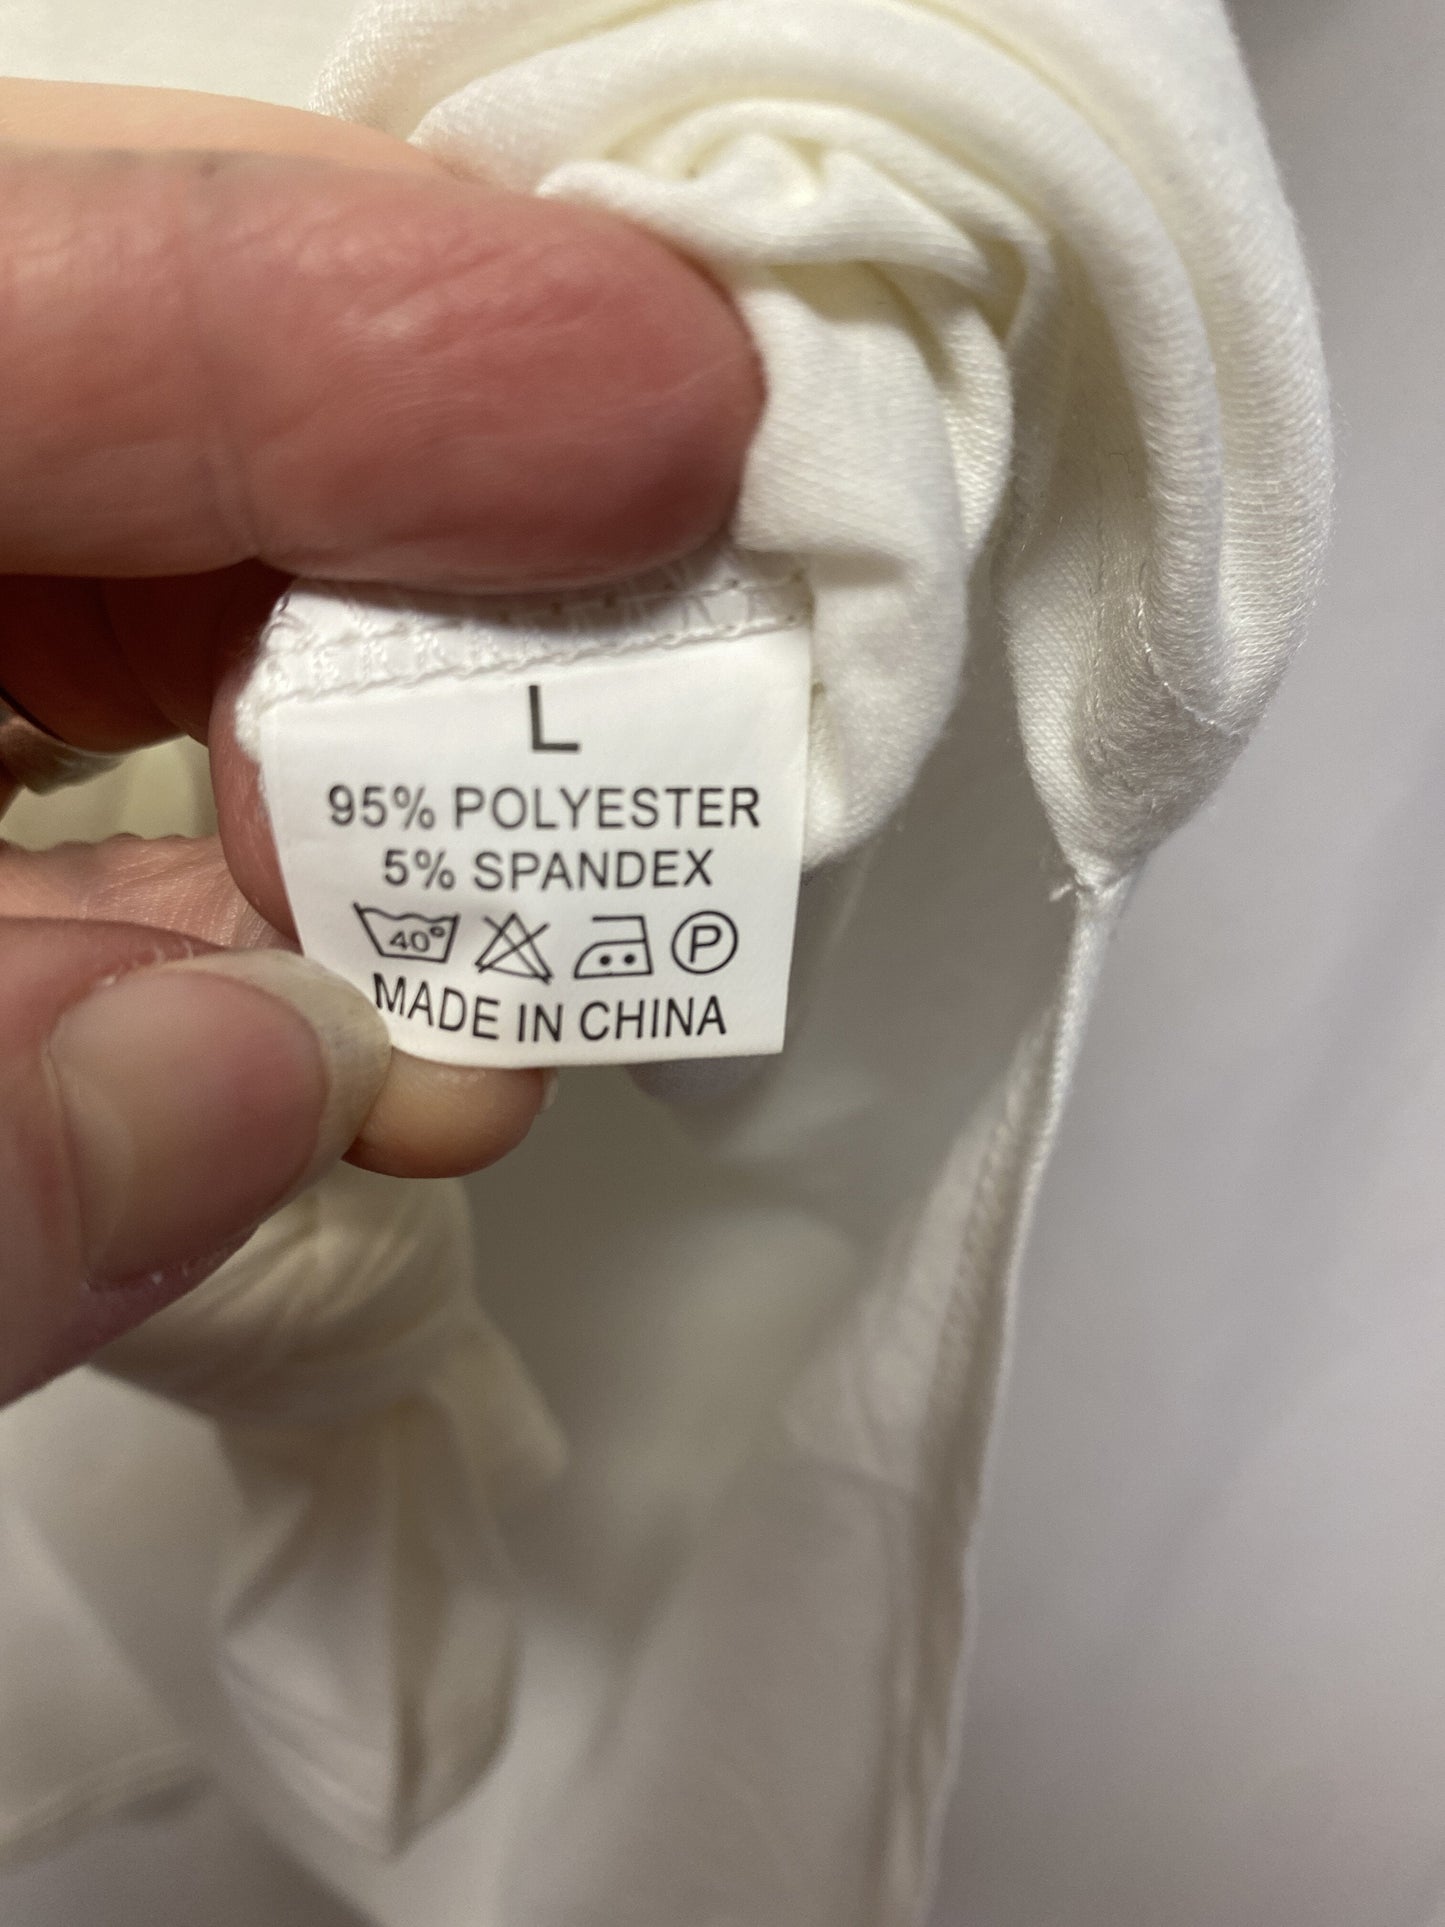 L
95% POLYESTER
5% SPANDEX
40° P
MADE IN CHINA